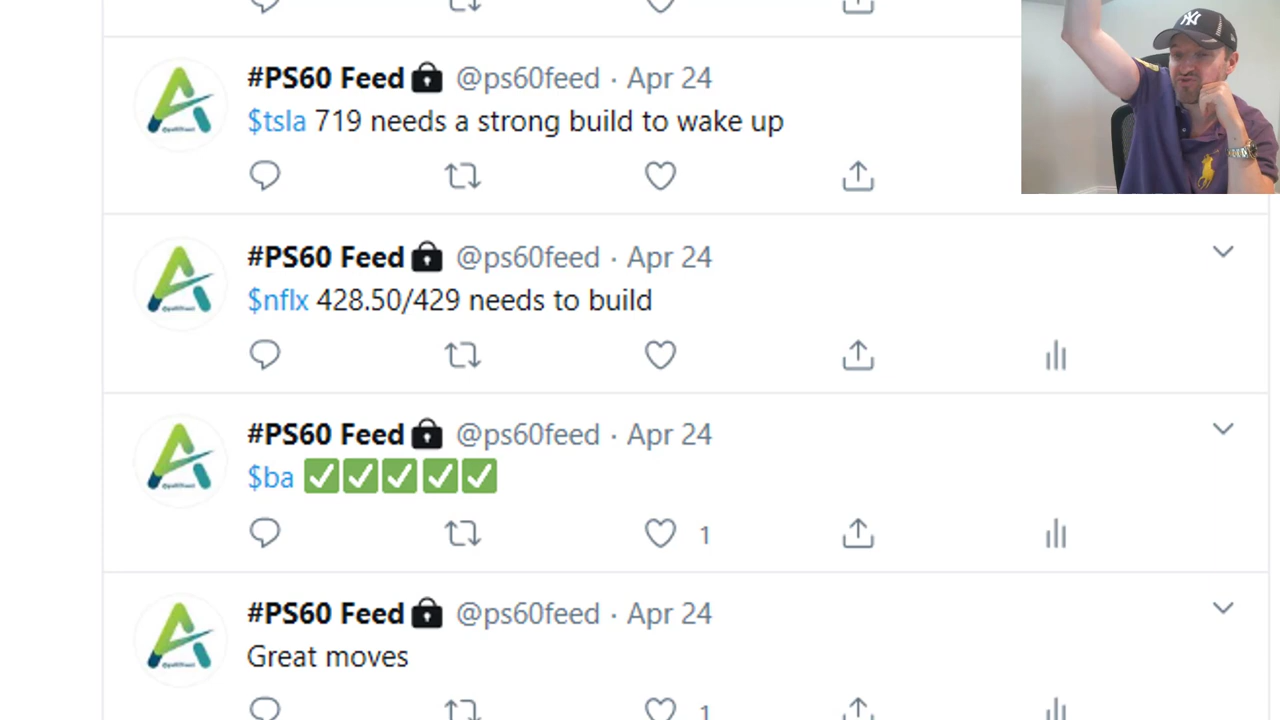 #PS60 Feed🔒 @ps60feed · Apr 24
$tsla 719 needs a strong build to wake up
#PS60 Feed🔒 @ps60feed · Apr 24
$nflx 428.50/429 needs to build
#PS60 Feed🔒 @ps60feed · Apr 24
$ba ✅✅✅✅✅
1
#PS60 Feed🔒 @ps60feed · Apr 24
Great moves
1